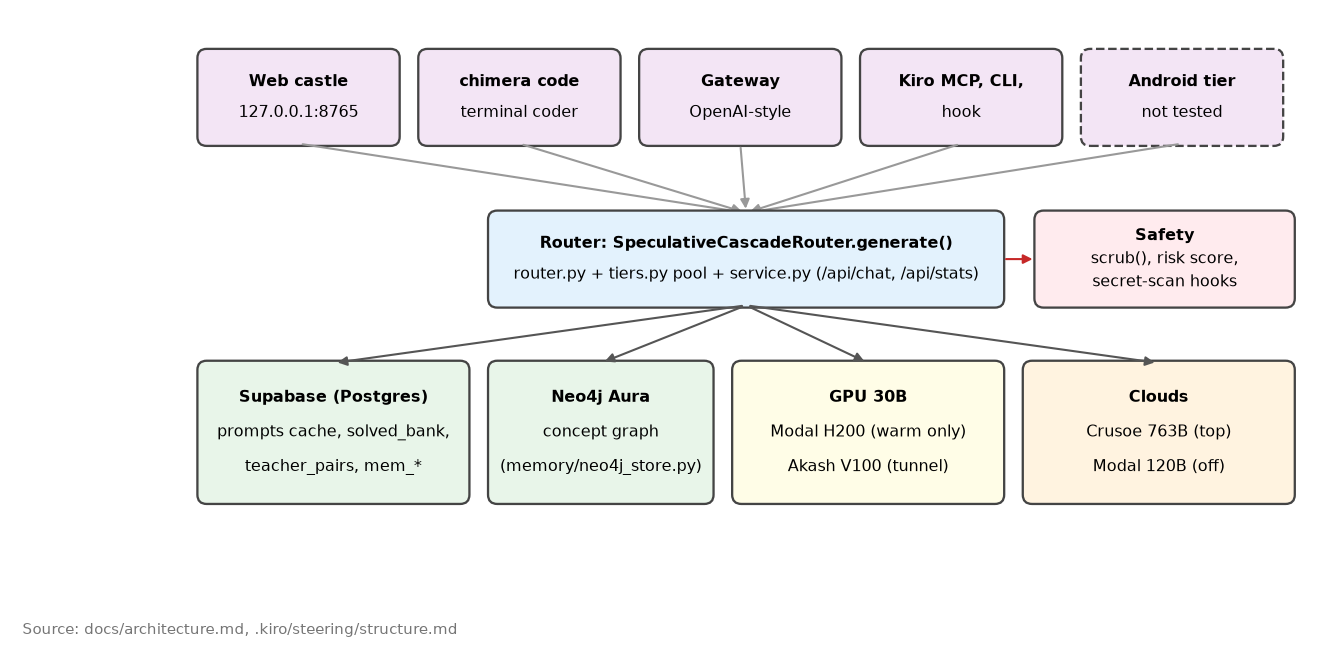 Web castle
127.0.0.1:8765
chimera code
terminal coder
Gateway
OpenAI-style
Kiro MCP, CLI,
hook
Android tier
not tested
Router: SpeculativeCascadeRouter.generate()
router.py + tiers.py pool + service.py (/api/chat, /api/stats)
Safety
scrub(), risk score,
secret-scan hooks
Supabase (Postgres)
prompts cache, solved_bank,
teacher_pairs, mem_*
Neo4j Aura
concept graph
(memory/neo4j_store.py)
GPU 30B
Modal H200 (warm only)
Akash V100 (tunnel)
Clouds
Crusoe 763B (top)
Modal 120B (off)
Source: docs/architecture.md, .kiro/steering/structure.md